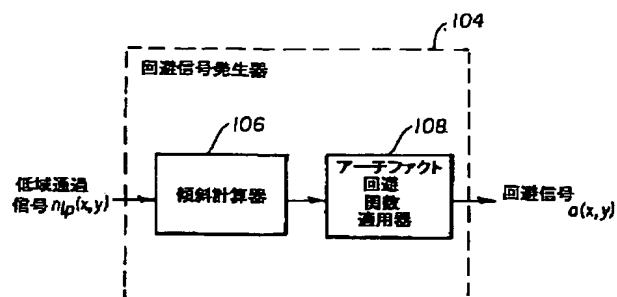 104
回避信号発生器
106
108
低域通過
信号 nlp(x,y)
傾斜計算器
アーチファクト
回避
関数
適用器
回避信号
a(x,y)